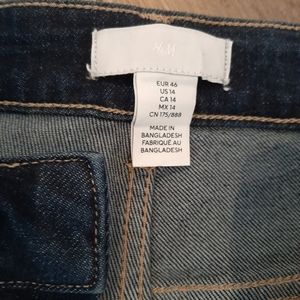 H&M
EUR 46
US 14
CA 14
MX 14
CN 175/88B
MADE IN
BANGLADESH
FABRIQUÉ AU
BANGLADESH